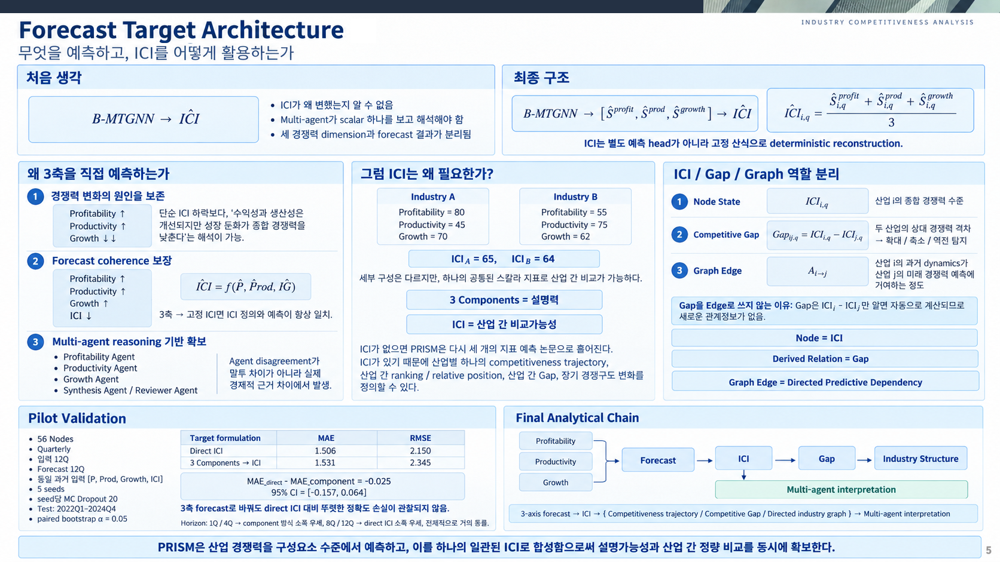 INDUSTRY COMPETITIVENESS ANALYSIS
Forecast Target Architecture
무엇을 예측하고, ICI를 어떻게 활용하는가
처음 생각
B-MTGNN → IĈI
• ICI가 왜 변했는지 알 수 없음
• Multi-agent가 scalar 하나를 보고 해석해야 함
• 세 경쟁력 dimension과 forecast 결과가 분리됨
최종 구조
B-MTGNN → [Ŝ^profit, Ŝ^prod, Ŝ^growth] → IĈI
IĈI_i,q = (Ŝ_i,q^profit + Ŝ_i,q^prod + Ŝ_i,q^growth) / 3
ICI는 별도 예측 head가 아니라 고정 산식으로 deterministic reconstruction.
왜 3축을 직접 예측하는가
1 경쟁력 변화의 원인을 보존
Profitability ↑
Productivity ↑
Growth ↓↓
단순 ICI 하락보다, '수익성과 생산성은
개선되지만 성장 둔화가 종합 경쟁력을
낮춘다'는 해석이 가능.
2 Forecast coherence 보장
Profitability ↑
Productivity ↑
Growth ↑
ICI ↓
IĈI = f(P̂, P̂rod, IĜ)
3축 → 고정 ICI면 ICI 정의와 예측이 항상 일치.
3 Multi-agent reasoning 기반 확보
• Profitability Agent
• Productivity Agent
• Growth Agent
• Synthesis Agent / Reviewer Agent
Agent disagreement가
말투 차이가 아니라 실제
경제적 근거 차이에서 발생.
그럼 ICI는 왜 필요한가?
Industry A
Profitability = 80
Productivity = 45
Growth = 70
Industry B
Profitability = 55
Productivity = 75
Growth = 62
ICI_A = 65, ICI_B = 64
세부 구성은 다르지만, 하나의 공통된 스칼라 지표로 산업 간 비교가 가능하다.
3 Components = 설명력
ICI = 산업 간 비교가능성
ICI가 없으면 PRISM은 다시 세 개의 지표 예측 논문으로 흩어진다.
ICI가 있기 때문에 산업별 하나의 competitiveness trajectory,
산업 간 ranking / relative position, 산업 간 Gap, 장기 경쟁구도 변화를
정의할 수 있다.
ICI / Gap / Graph 역할 분리
1 Node State
ICI_i,q
산업 i의 종합 경쟁력 수준
2 Competitive Gap
Gap_ij.q = ICI_i,q − ICI_j.q
두 산업의 상대 경쟁력 격차
→ 확대 / 축소 / 역전 탐지
3 Graph Edge
A_i→j
산업 i의 과거 dynamics가
산업 j의 미래 경쟁력 예측에
거여하는 정도
Gap을 Edge로 쓰지 않는 이유: Gap은 ICI_i - ICI_j만 알면 자동으로 계산되므로
새로운 관계정보가 없음.
Node = ICI
Derived Relation = Gap
Graph Edge = Directed Predictive Dependency
Pilot Validation
• 56 Nodes
• Quarterly
• 입력 12Q
• Forecast 12Q
• 동일 과거 입력 [P, Prod, Growth, ICI]
• 5 seeds
• seed당 MC Dropout 20
• Test: 2022Q1–2024Q4
• paired bootstrap α = 0.05
Target formulation MAE RMSE
Direct ICI 1.506 2.150
3 Components → ICI 1.531 2.345
MAE_direct - MAE_component = -0.025
95% CI = [-0.157, 0.064]
3측 forecast로 바꿔도 direct ICI 대비 뚜렷한 정확도 손실이 관찰되지 않음.
Horizon: 1Q / 4Q → component 방식 소폭 우세, 8Q / 12Q → direct ICI 소폭 우세, 전체적으로 거의 동률.
Final Analytical Chain
Profitability
Productivity
Growth
Forecast
ICI
Gap
Industry Structure
Multi-agent interpretation
3-axis forecast → ICI → { Competitiveness trajectory / Competitive Gap / Directed industry graph } → Multi-agent interpretation
PRISM은 산업 경쟁력을 구성요소 수준에서 예측하고, 이를 하나의 일관된 ICI로 합성함으로써 설명가능성과 산업 간 정량 비교를 동시에 확보한다.
5